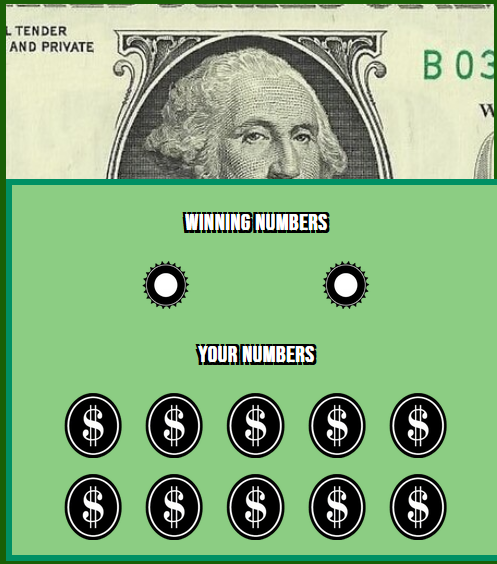 L TENDER
AND PRIVATE
B 03
W
WINNING NUMBERS
YOUR NUMBERS
$ $ $ $ $
$ $ $ $ $